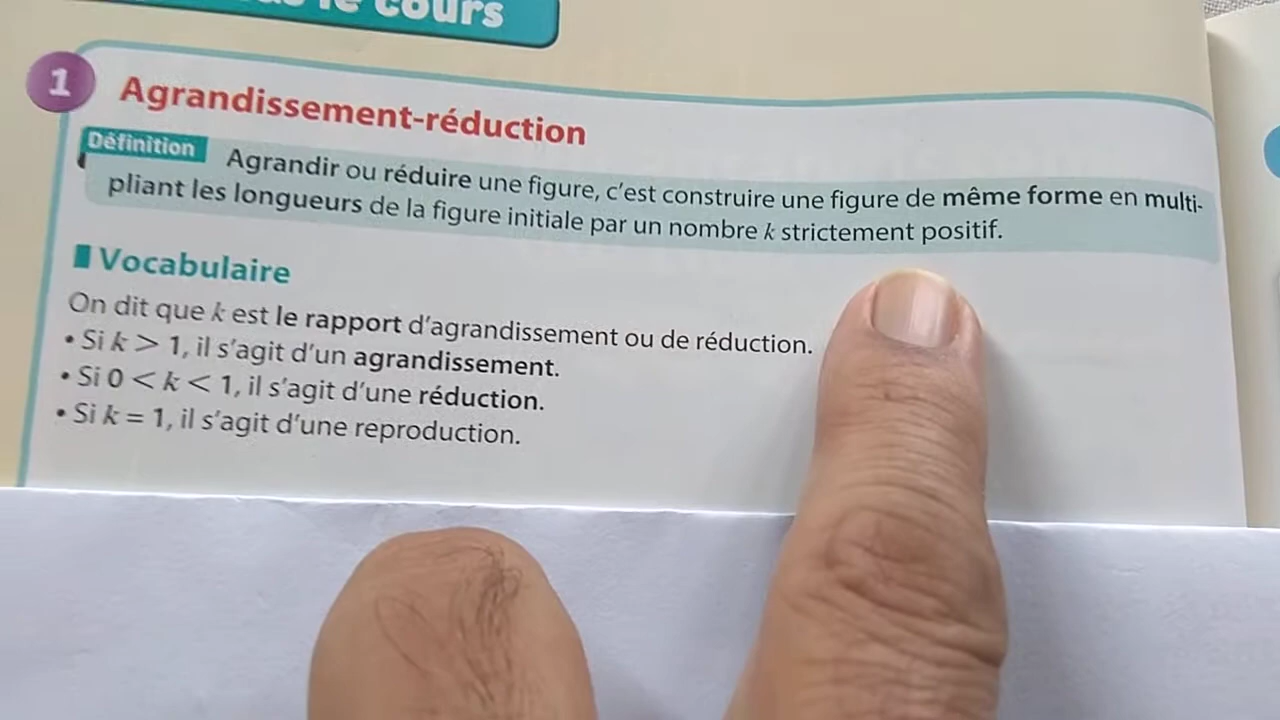 le cours
1 Agrandissement-réduction
Définition Agrandir ou réduire une figure, c'est construire une figure de même forme en multi-
pliant les longueurs de la figure initiale par un nombre k strictement positif.
Vocabulaire
On dit que k est le rapport d'agrandissement ou de réduction.
• Si k > 1, il s'agit d'un agrandissement.
• Si 0 < k < 1, il s'agit d'une réduction.
• Si k = 1, il s'agit d'une reproduction.